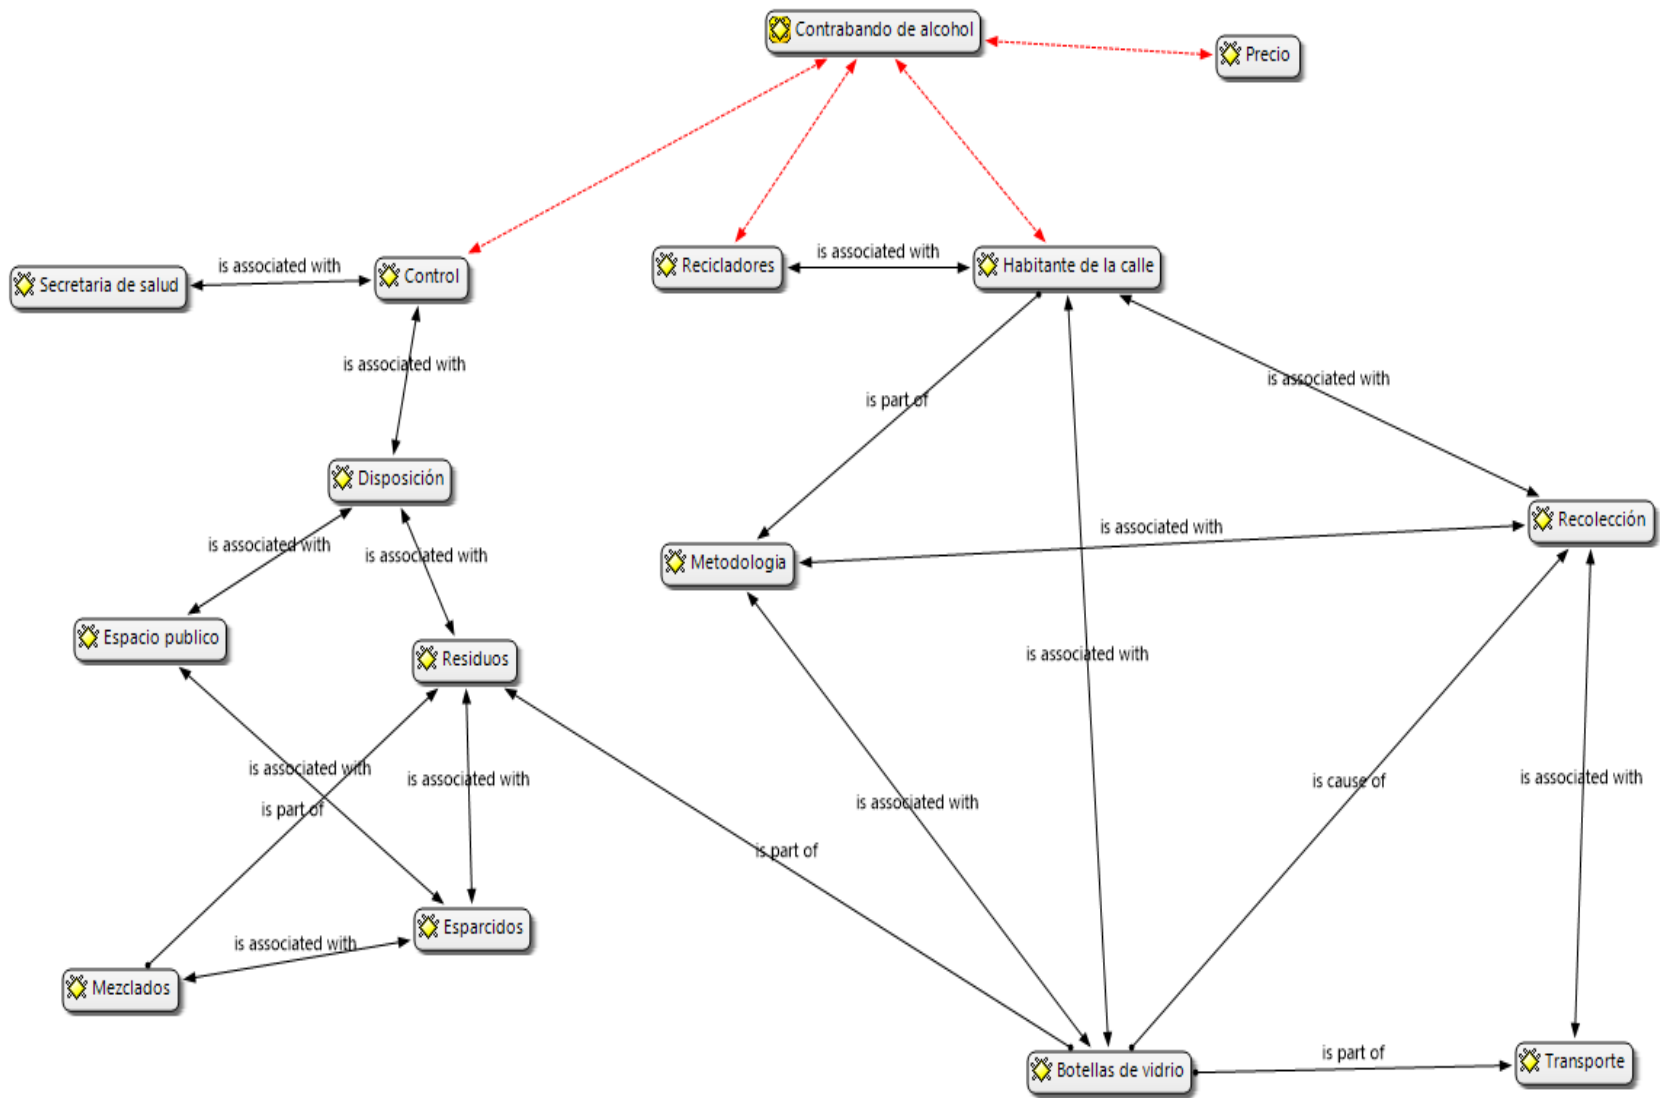 Contrabando de alcohol
Precio
Secretaria de salud
is associated with
Control
Recicladores
is associated with
Habitante de la calle
is associated with
is part of
is associated with
Disposición
is associated with
is associated with
Metodologia
is associated with
Recolección
Espacio publico
Residuos
is associated with
is associated with
is part of
is associated with
is part of
is associated with
is cause of
is associated with
Esparcidos
is associated with
Mezclados
Botellas de vidrio
is part of
Transporte